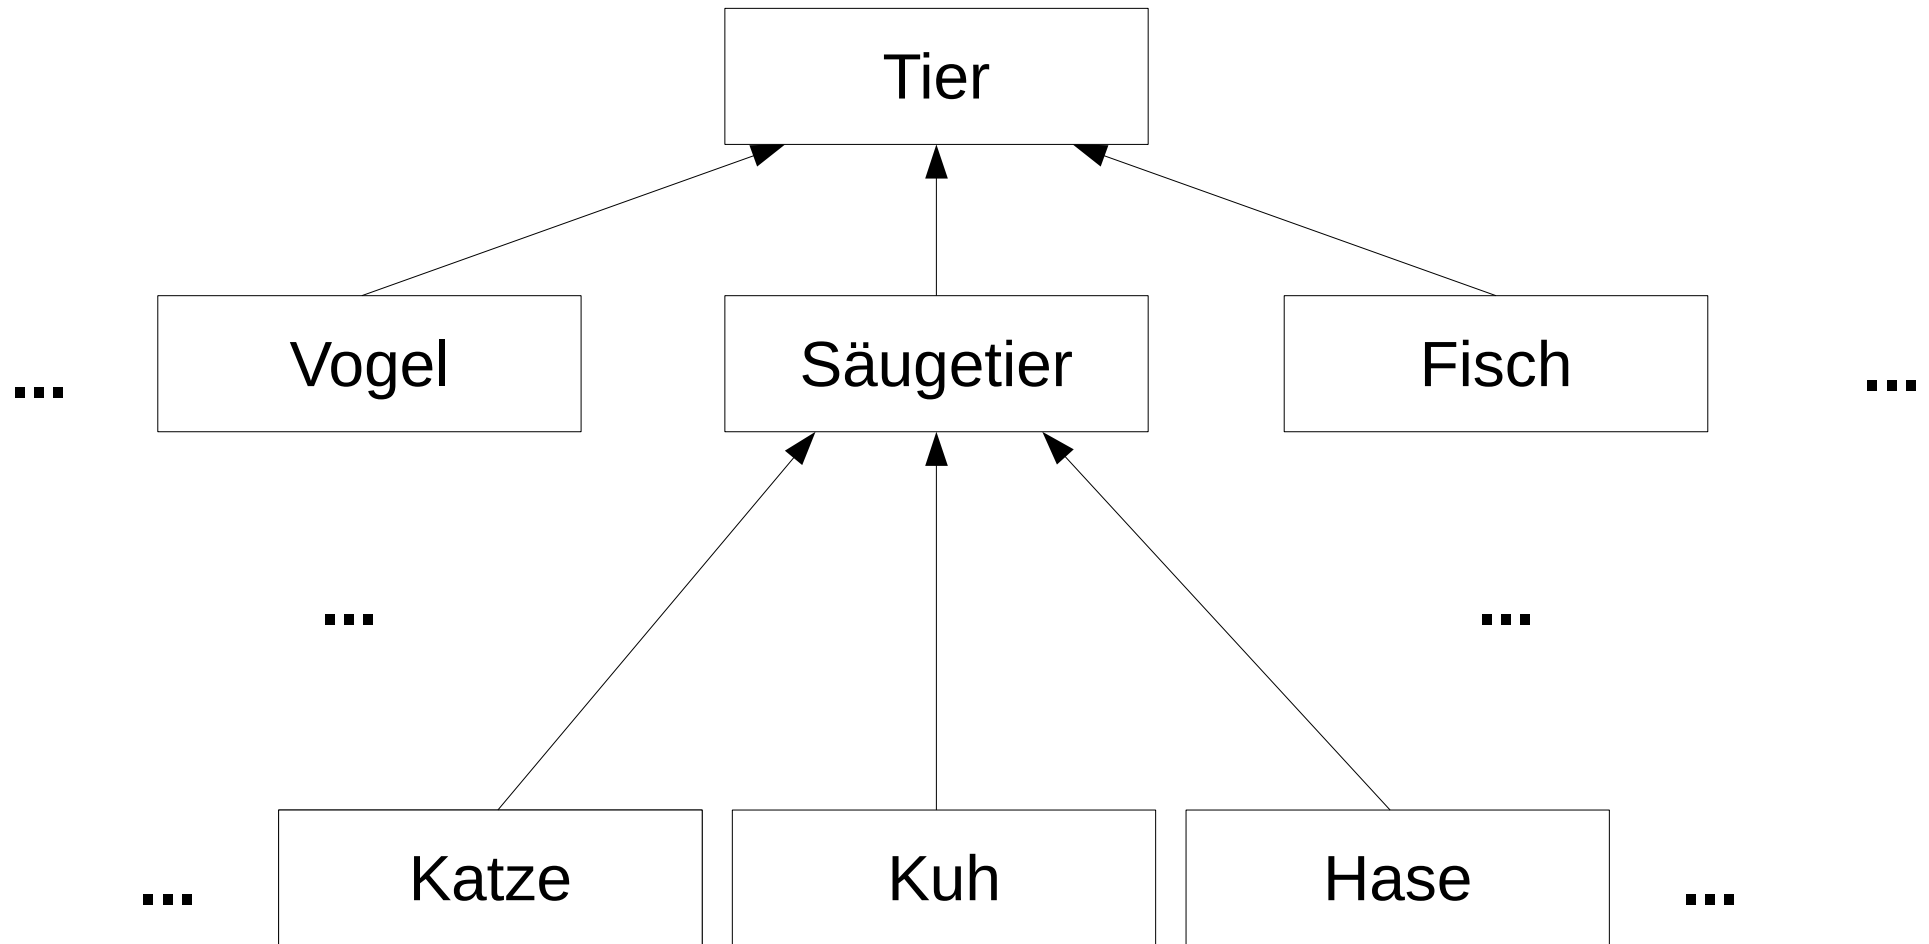 Tier
Vogel
Säugetier
Fisch
...
...
...
...
Katze
Kuh
Hase
...
...